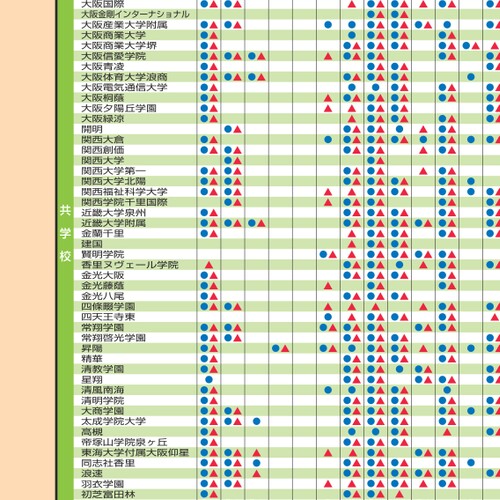 大阪国際
大阪金剛インターナショナル
大阪産業大学附属
大阪商業大学
大阪商業大学堺
大阪信愛学院
大阪青凌
大阪体育大学浪商
大阪電気通信大学
大阪桐蔭
大阪夕陽丘学園
大阪緑涼
開明
関西大倉
関西創価
関西大学
関西大学第一
関西大学北陽
関西福祉科学大学
関西学院千里国際
近畿大学泉州
近畿大学附属
金蘭千里
建国
賢明学院
香里ヌヴェール学院
金光大阪
金光藤蔭
金光八尾
四條畷学園
四天王寺東
常翔学園
常翔啓光学園
昇陽
精華
清教学園
星翔
清風南海
清明学院
大商学園
太成学院大学
高槻
帝塚山学院泉ヶ丘
東海大学付属大阪仰星
同志社香里
浪速
羽衣学園
初芝富田林
共学校